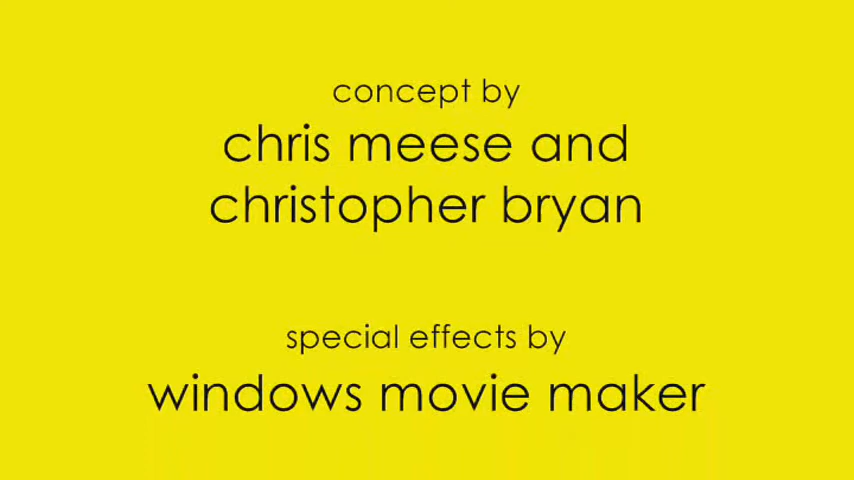 concept by
chris meese and
christopher bryan
special effects by
windows movie maker